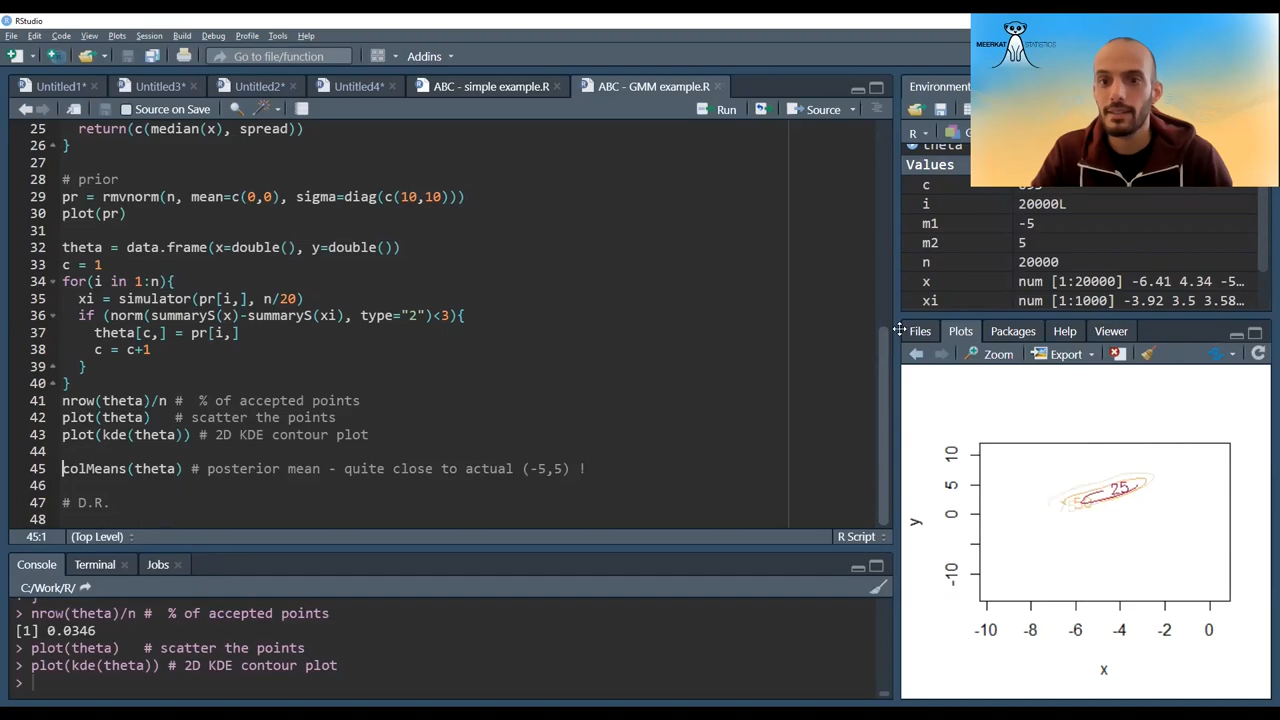 RStudio
File Edit Code View Plots Session Build Debug Profile Tools Help
Go to file/function Addins
MEERKAT STATISTICS
Untitled1* Untitled3* Untitled2* Untitled4* ABC - simple example.R ABC - GMM example.R
Source on Save Run Source
25 return(c(median(x), spread))
26 }
27
28 # prior
29 pr = rmvnorm(n, mean=c(0,0), sigma=diag(c(10,10)))
30 plot(pr)
31
32 theta = data.frame(x=double(), y=double())
33 c = 1
34 for(i in 1:n){
35 xi = simulator(pr[i,], n/20)
36 if (norm(summaryS(x)-summaryS(xi), type="2")<3){
37 theta[c,] = pr[i,]
38 c = c+1
39 }
40 }
41 nrow(theta)/n # % of accepted points
42 plot(theta) # scatter the points
43 plot(kde(theta)) # 2D KDE contour plot
44
45 colMeans(theta) # posterior mean - quite close to actual (-5,5) !
46
47 # D.R.
48
45:1 (Top Level) R Script
Console Terminal Jobs
C:/Work/R/
> nrow(theta)/n # % of accepted points
[1] 0.0346
> plot(theta) # scatter the points
> plot(kde(theta)) # 2D KDE contour plot
>
Environment
R
theta
Values
c
i 20000L
m1 -5
m2 5
n 20000
x num [1:20000] -6.41 4.34 -5…
xi num [1:1000] -3.92 3.5 3.58…
Files Plots Packages Help Viewer
Zoom Export
10
5
0
-10
y
25
-10 -8 -6 -4 -2 0
x